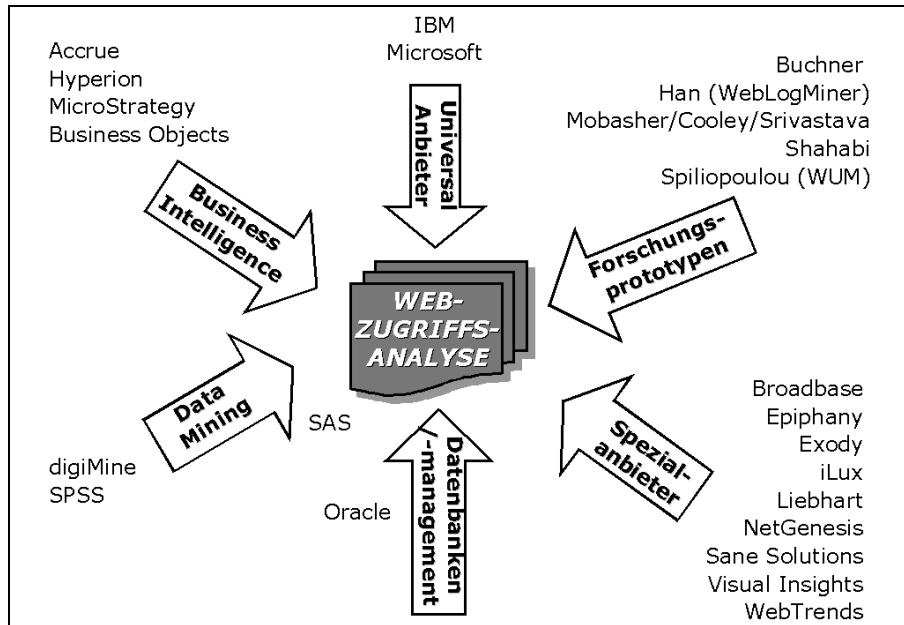 Accrue
Hyperion
MicroStrategy
Business Objects
IBM
Microsoft
Buchner
Han (WebLogMiner)
Mobasher/Cooley/Srivastava
Shahabi
Spiliopoulou (WUM)
Business
Intelligence
Universal
Anbieter
Forschungs-
prototypen
WEB-
ZUGRIFFS-
ANALYSE
Data
Mining
digiMine
SPSS
SAS
Oracle
Datenbanken
/-management
Spezial-
anbieter
Broadbase
Epiphany
Exody
iLux
Liebhart
NetGenesis
Sane Solutions
Visual Insights
WebTrends